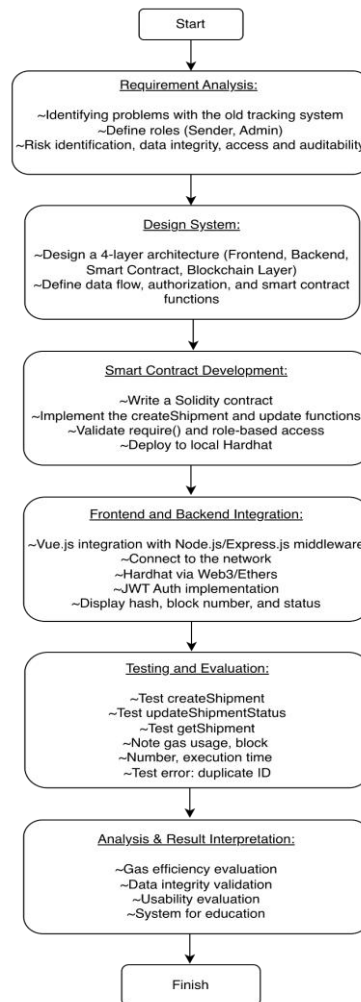 Start
Requirement Analysis:
~Identifying problems with the old tracking system
~Define roles (Sender, Admin)
~Risk identification, data integrity, access and auditability
Design System:
~Design a 4-layer architecture (Frontend, Backend,
Smart Contract, Blockchain Layer)
~Define data flow, authorization, and smart contract
functions
Smart Contract Development:
~Write a Solidity contract
~Implement the createShipment and update functions
~Validate require() and role-based access
~Deploy to local Hardhat
Frontend and Backend Integration:
~Vue.js integration with Node.js/Express.js middleware
~Connect to the network
~Hardhat via Web3/Ethers
~JWT Auth implementation
~Display hash, block number, and status
Testing and Evaluation:
~Test createShipment
~Test updateShipmentStatus
~Test getShipment
~Note gas usage, block
~Number, execution time
~Test error: duplicate ID
Analysis & Result Interpretation:
~Gas efficiency evaluation
~Data integrity validation
~Usability evaluation
~System for education
Finish